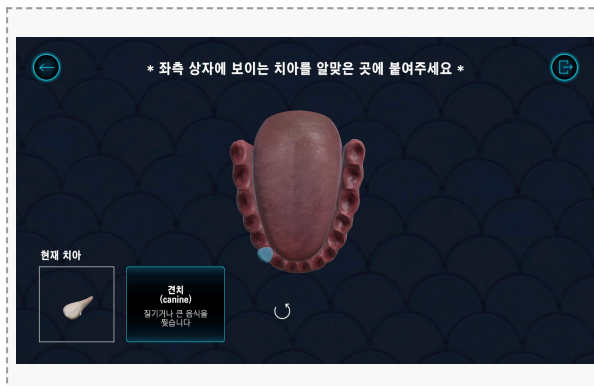 * 좌측 상자에 보이는 치아를 알맞은 곳에 붙여주세요 *
현재 치아
견치
(canine)
질기거나 큰 음식을
찢습니다